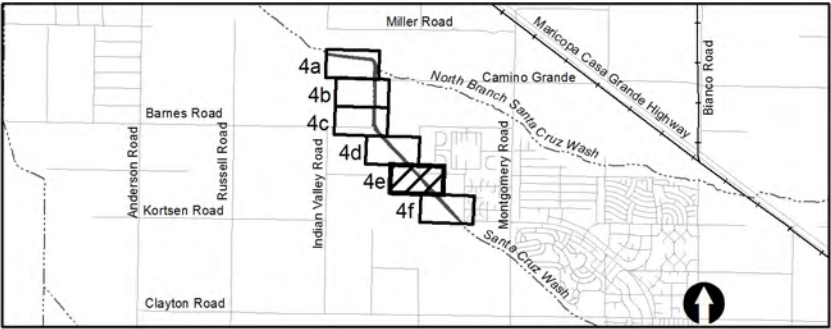 Miller Road
Maricopa Casa Grande Highway
Bianco Road
4a
North Branch Santa Cruz Wash
Camino Grande
4b
Barnes Road
4c
Anderson Road
Russell Road
Indian Valley Road
4d
Montgomery Road
4e
Kortsen Road
4f
Santa Cruz Wash
Clayton Road